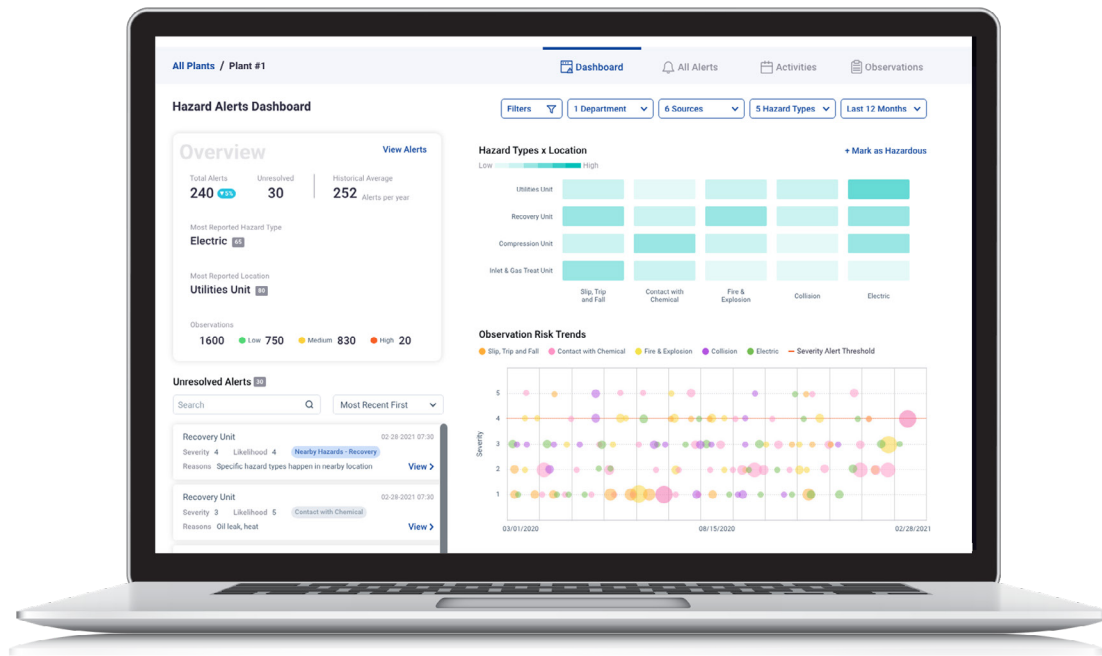 All Plants / Plant #1
Dashboard
All Alerts
Activities
Observations
Hazard Alerts Dashboard
Filters
1 Department
6 Sources
5 Hazard Types
Last 12 Months
Overview
View Alerts
Total Alerts
Unresolved
Historical Average
240 ▾5%
30
252 Alerts per year
Most Reported Hazard Type
Electric 65
Most Reported Location
Utilities Unit 80
Observations
1600
Low 750
Medium 830
High 20
Unresolved Alerts 30
Search
Most Recent First
Recovery Unit
02-28-2021 07:30
Severity 4 Likelihood 4 Nearby Hazards - Recovery
Reasons Specific hazard types happen in nearby location
View >
Recovery Unit
02-28-2021 07:30
Severity 3 Likelihood 5 Contact with Chemical
Reasons Oil leak, heat
View >
Hazard Types x Location
+ Mark as Hazardous
Low
High
Utilities Unit
Recovery Unit
Compression Unit
Inlet & Gas Treat Unit
Slip, Trip
and Fall
Contact with
Chemical
Fire &
Explosion
Collision
Electric
Observation Risk Trends
Slip, Trip and Fall
Contact with Chemical
Fire & Explosion
Collision
Electric
Severity Alert Threshold
Severity
5
4
3
2
1
03/01/2020
08/15/2020
02/28/2021